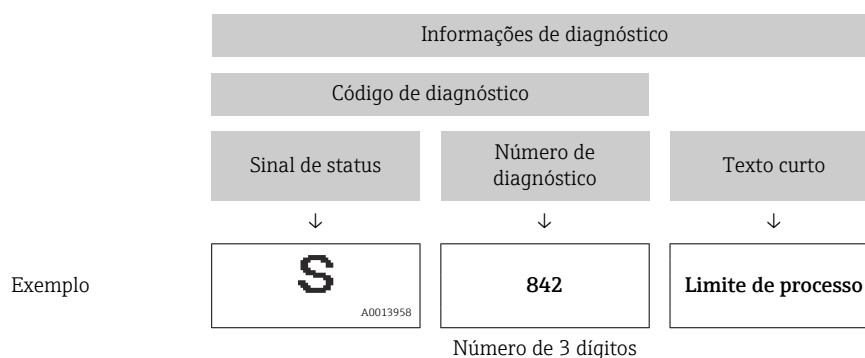 Informações de diagnóstico
Código de diagnóstico
Sinal de status
Número de
diagnóstico
Texto curto
↓ ↓ ↓
Exemplo
S
A0013958
842
Limite de processo
Número de 3 dígitos